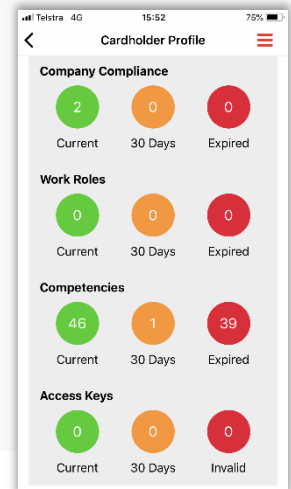 Telstra 4G 15:52 75%
Cardholder Profile
Company Compliance
2 0 0
Current 30 Days Expired
Work Roles
0 0 0
Current 30 Days Expired
Competencies
46 1 39
Current 30 Days Expired
Access Keys
0 0 0
Current 30 Days Invalid